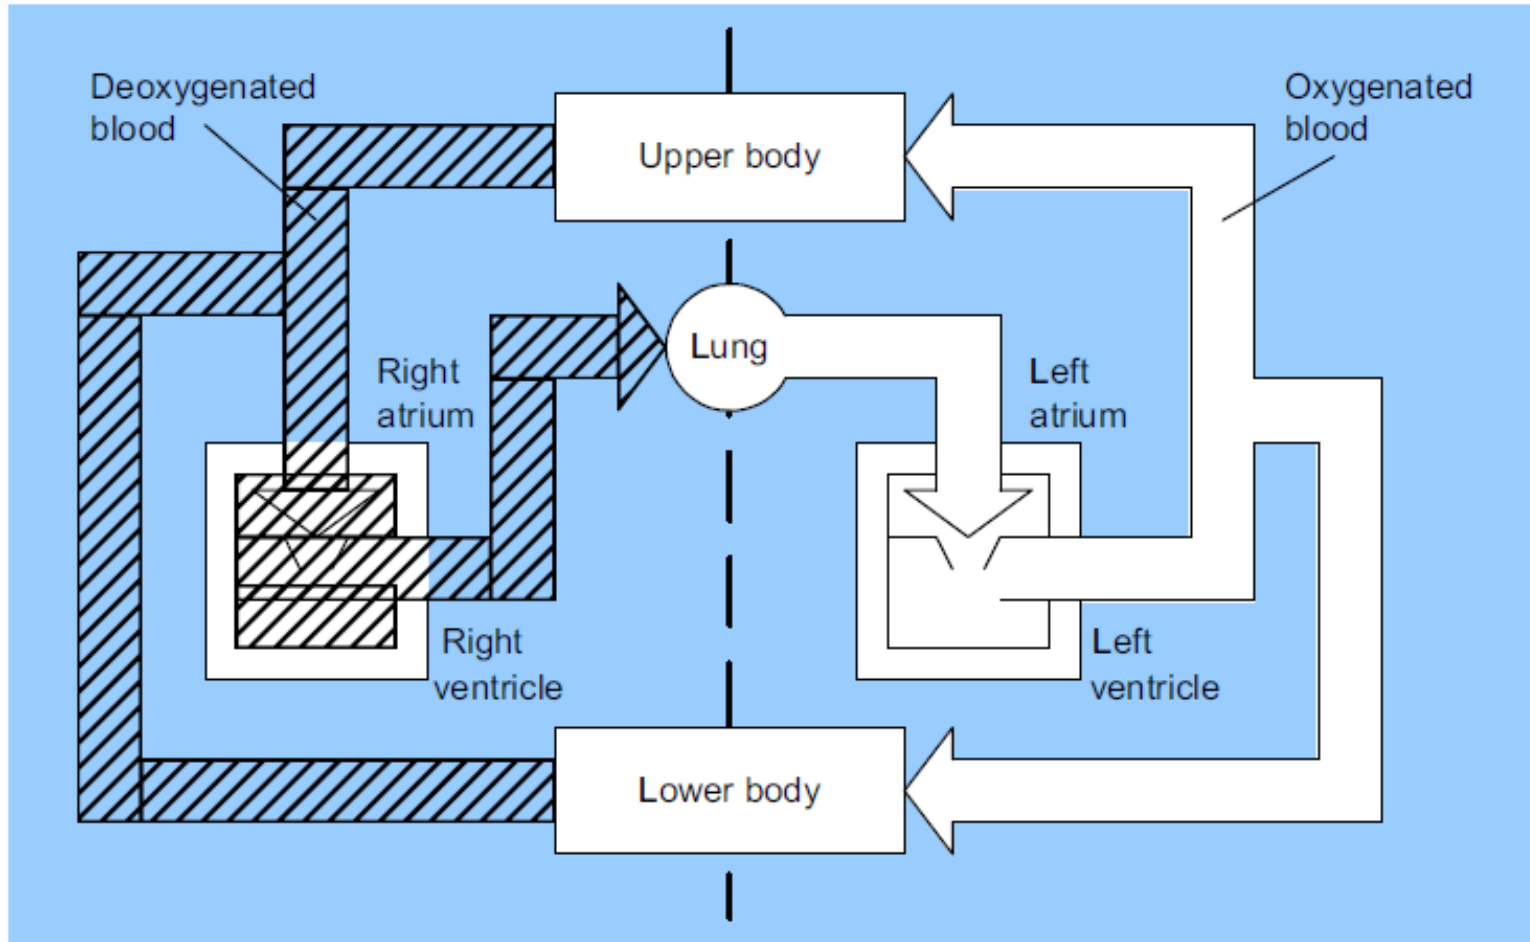 Deoxygenated
blood
Upper body
Oxygenated
blood
Lung
Right
atrium
Left
atrium
Right
ventricle
Left
ventricle
Lower body